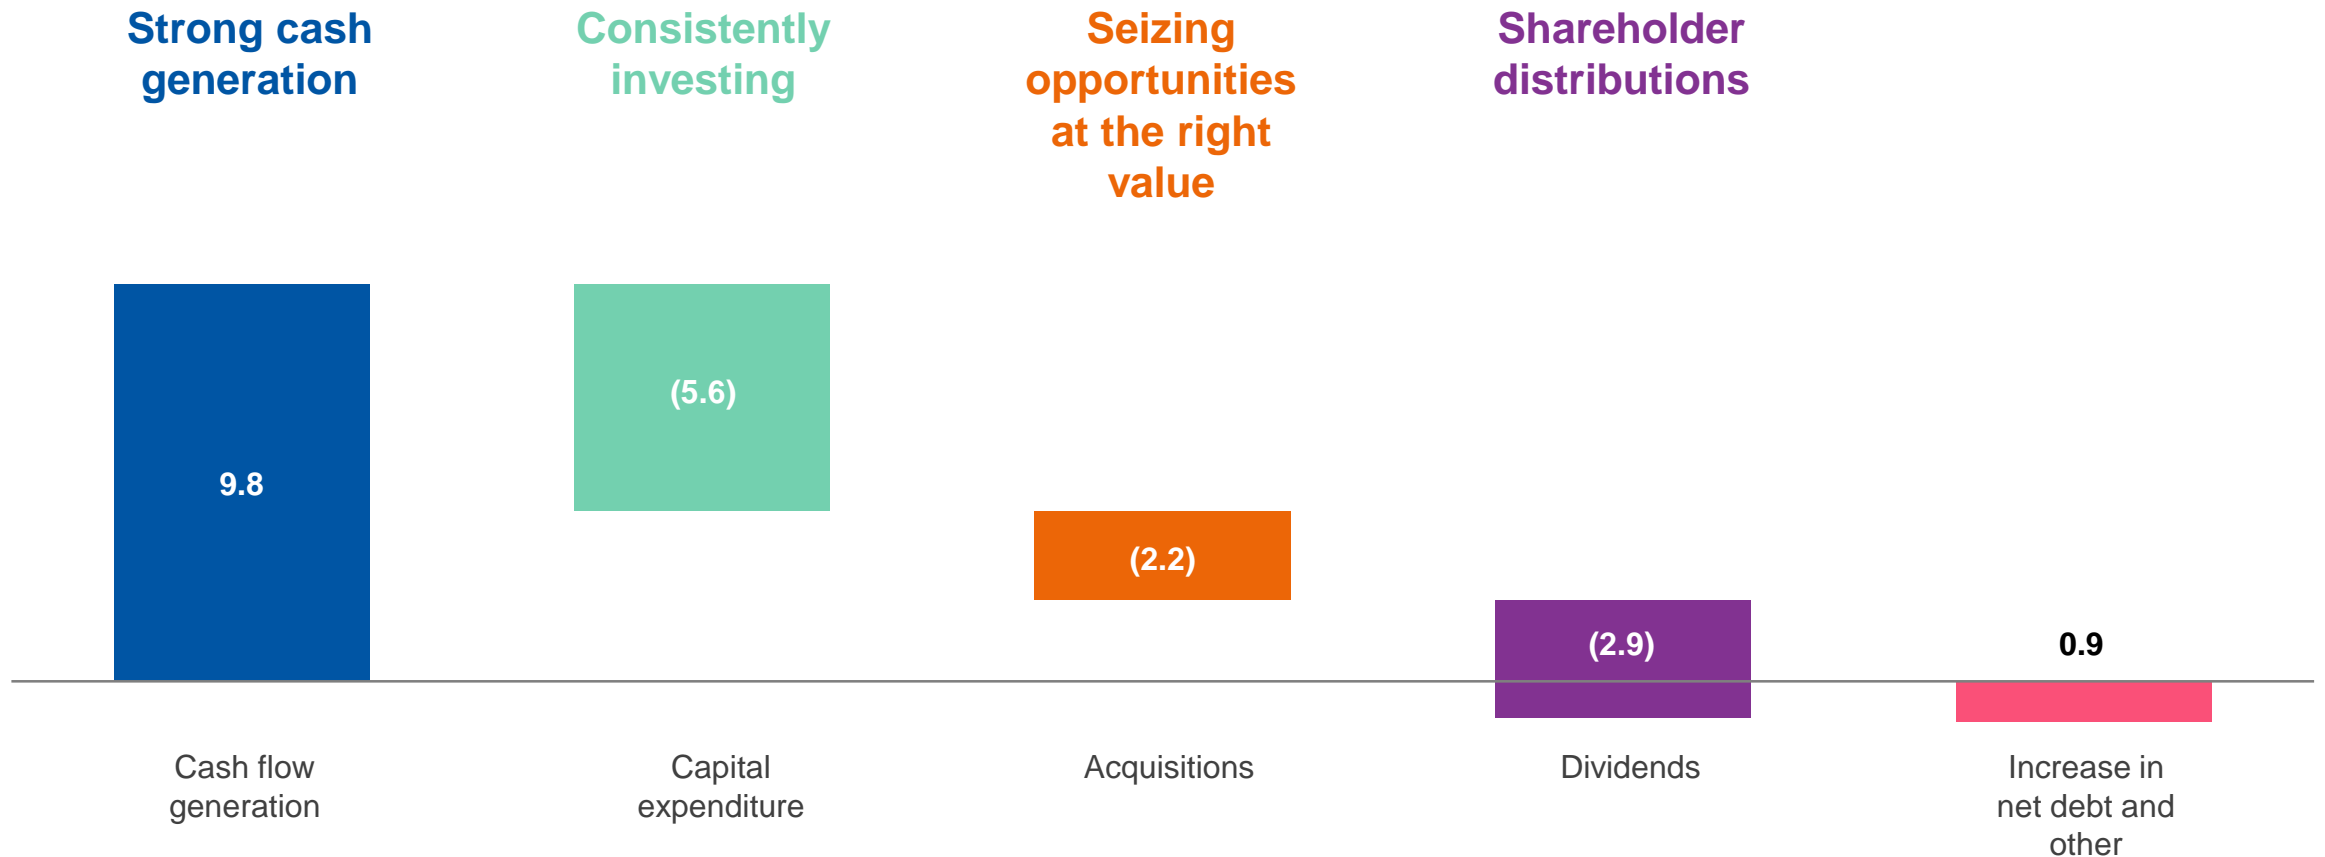 Strong cash
generation
Consistently
investing
Seizing
opportunities
at the right
value
Shareholder
distributions
9.8
(5.6)
(2.2)
(2.9)
0.9
Cash flow
generation
Capital
expenditure
Acquisitions
Dividends
Increase in
net debt and
other